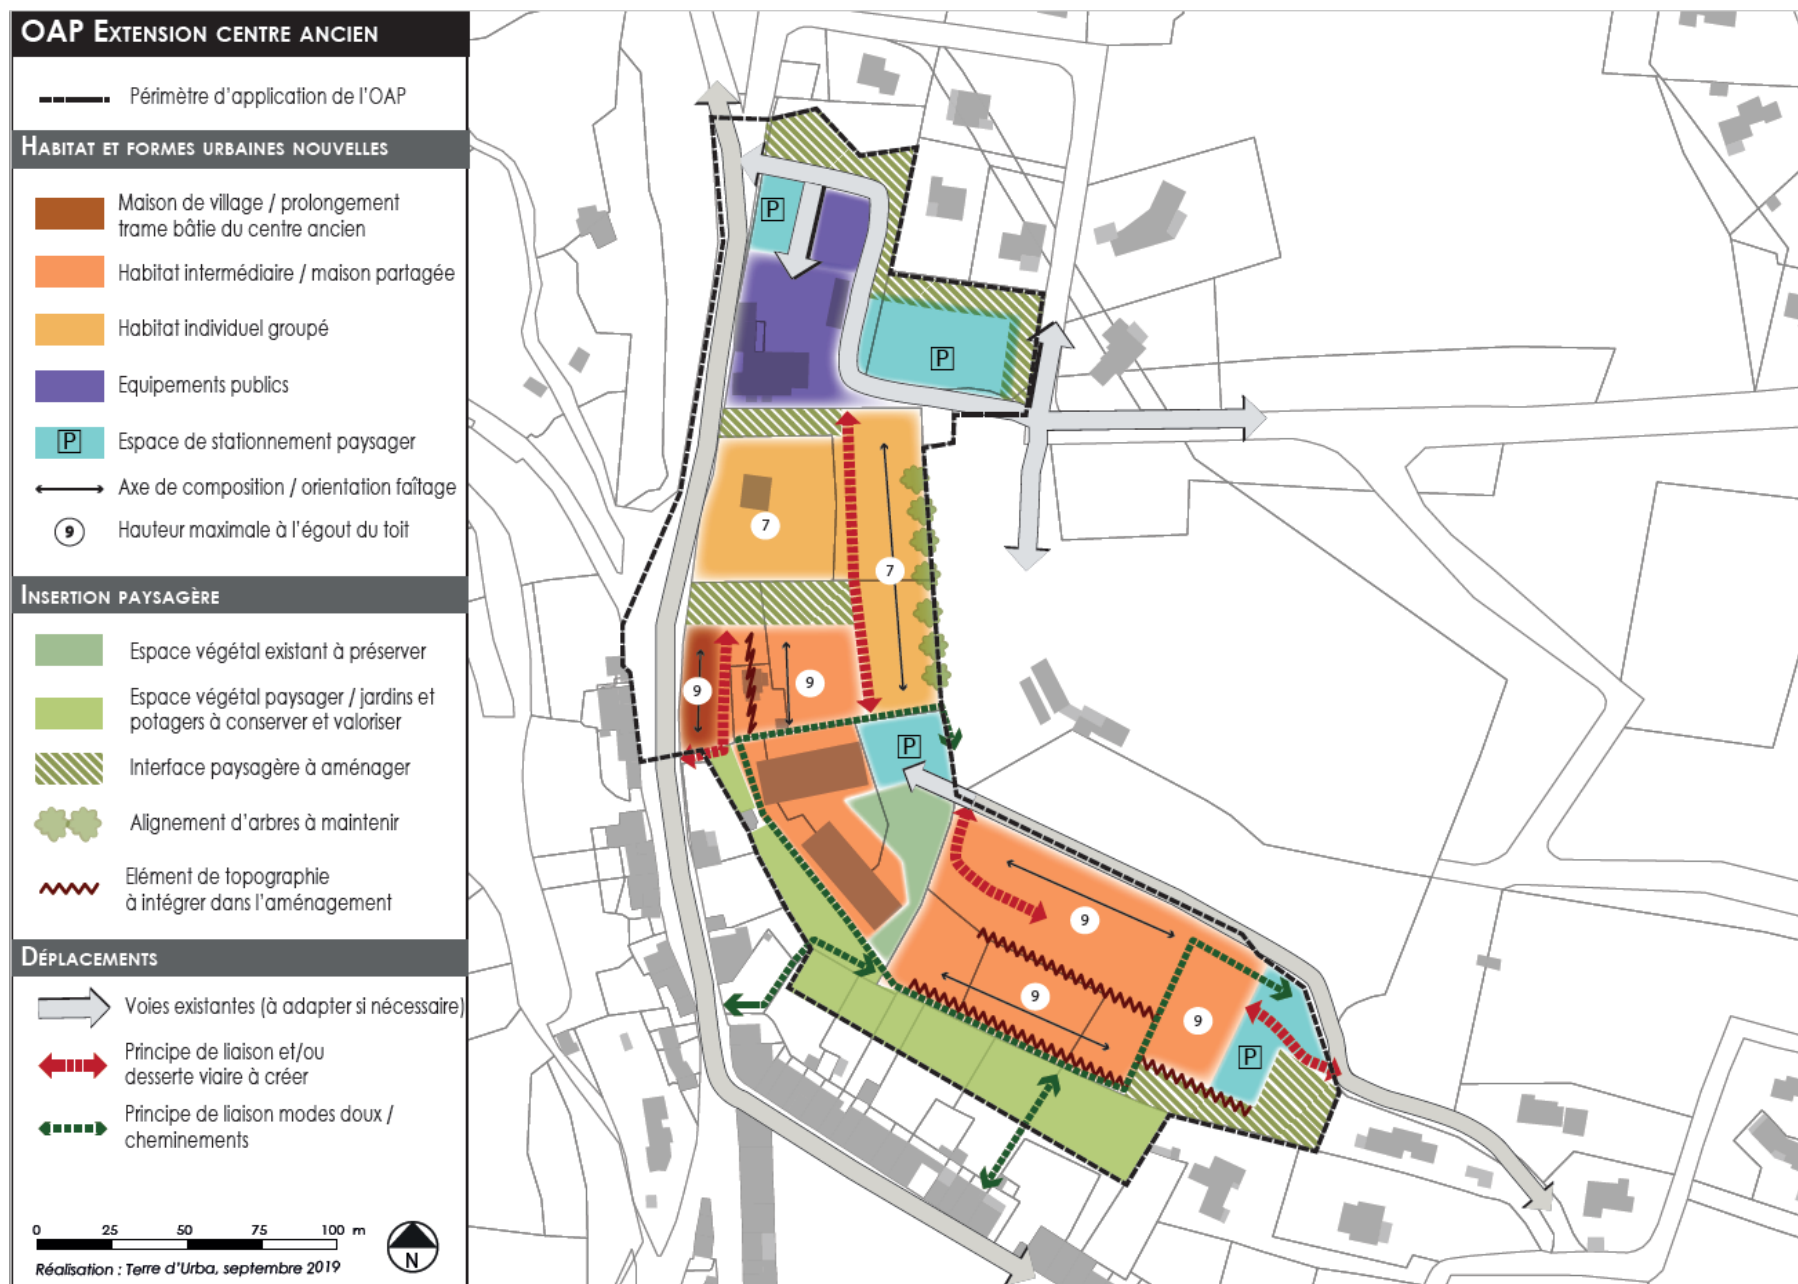 OAP EXTENSION CENTRE ANCIEN
Périmètre d'application de l'OAP
HABITAT ET FORMES URBAINES NOUVELLES
Maison de village / prolongement
trame bâtie du centre ancien
Habitat intermédiaire / maison partagée
Habitat individuel groupé
Equipements publics
P Espace de stationnement paysager
Axe de composition / orientation faîtage
9 Hauteur maximale à l'égout du toit
INSERTION PAYSAGÈRE
Espace végétal existant à préserver
Espace végétal paysager / jardins et
potagers à conserver et valoriser
Interface paysagère à aménager
Alignement d'arbres à maintenir
Elément de topographie
à intégrer dans l'aménagement
DÉPLACEMENTS
Voies existantes (à adapter si nécessaire)
Principe de liaison et/ou
desserte viaire à créer
Principe de liaison modes doux /
cheminements
0 25 50 75 100 m
N
Réalisation : Terre d'Urba, septembre 2019
P
P
7
7
9
9
P
9
9
9
P